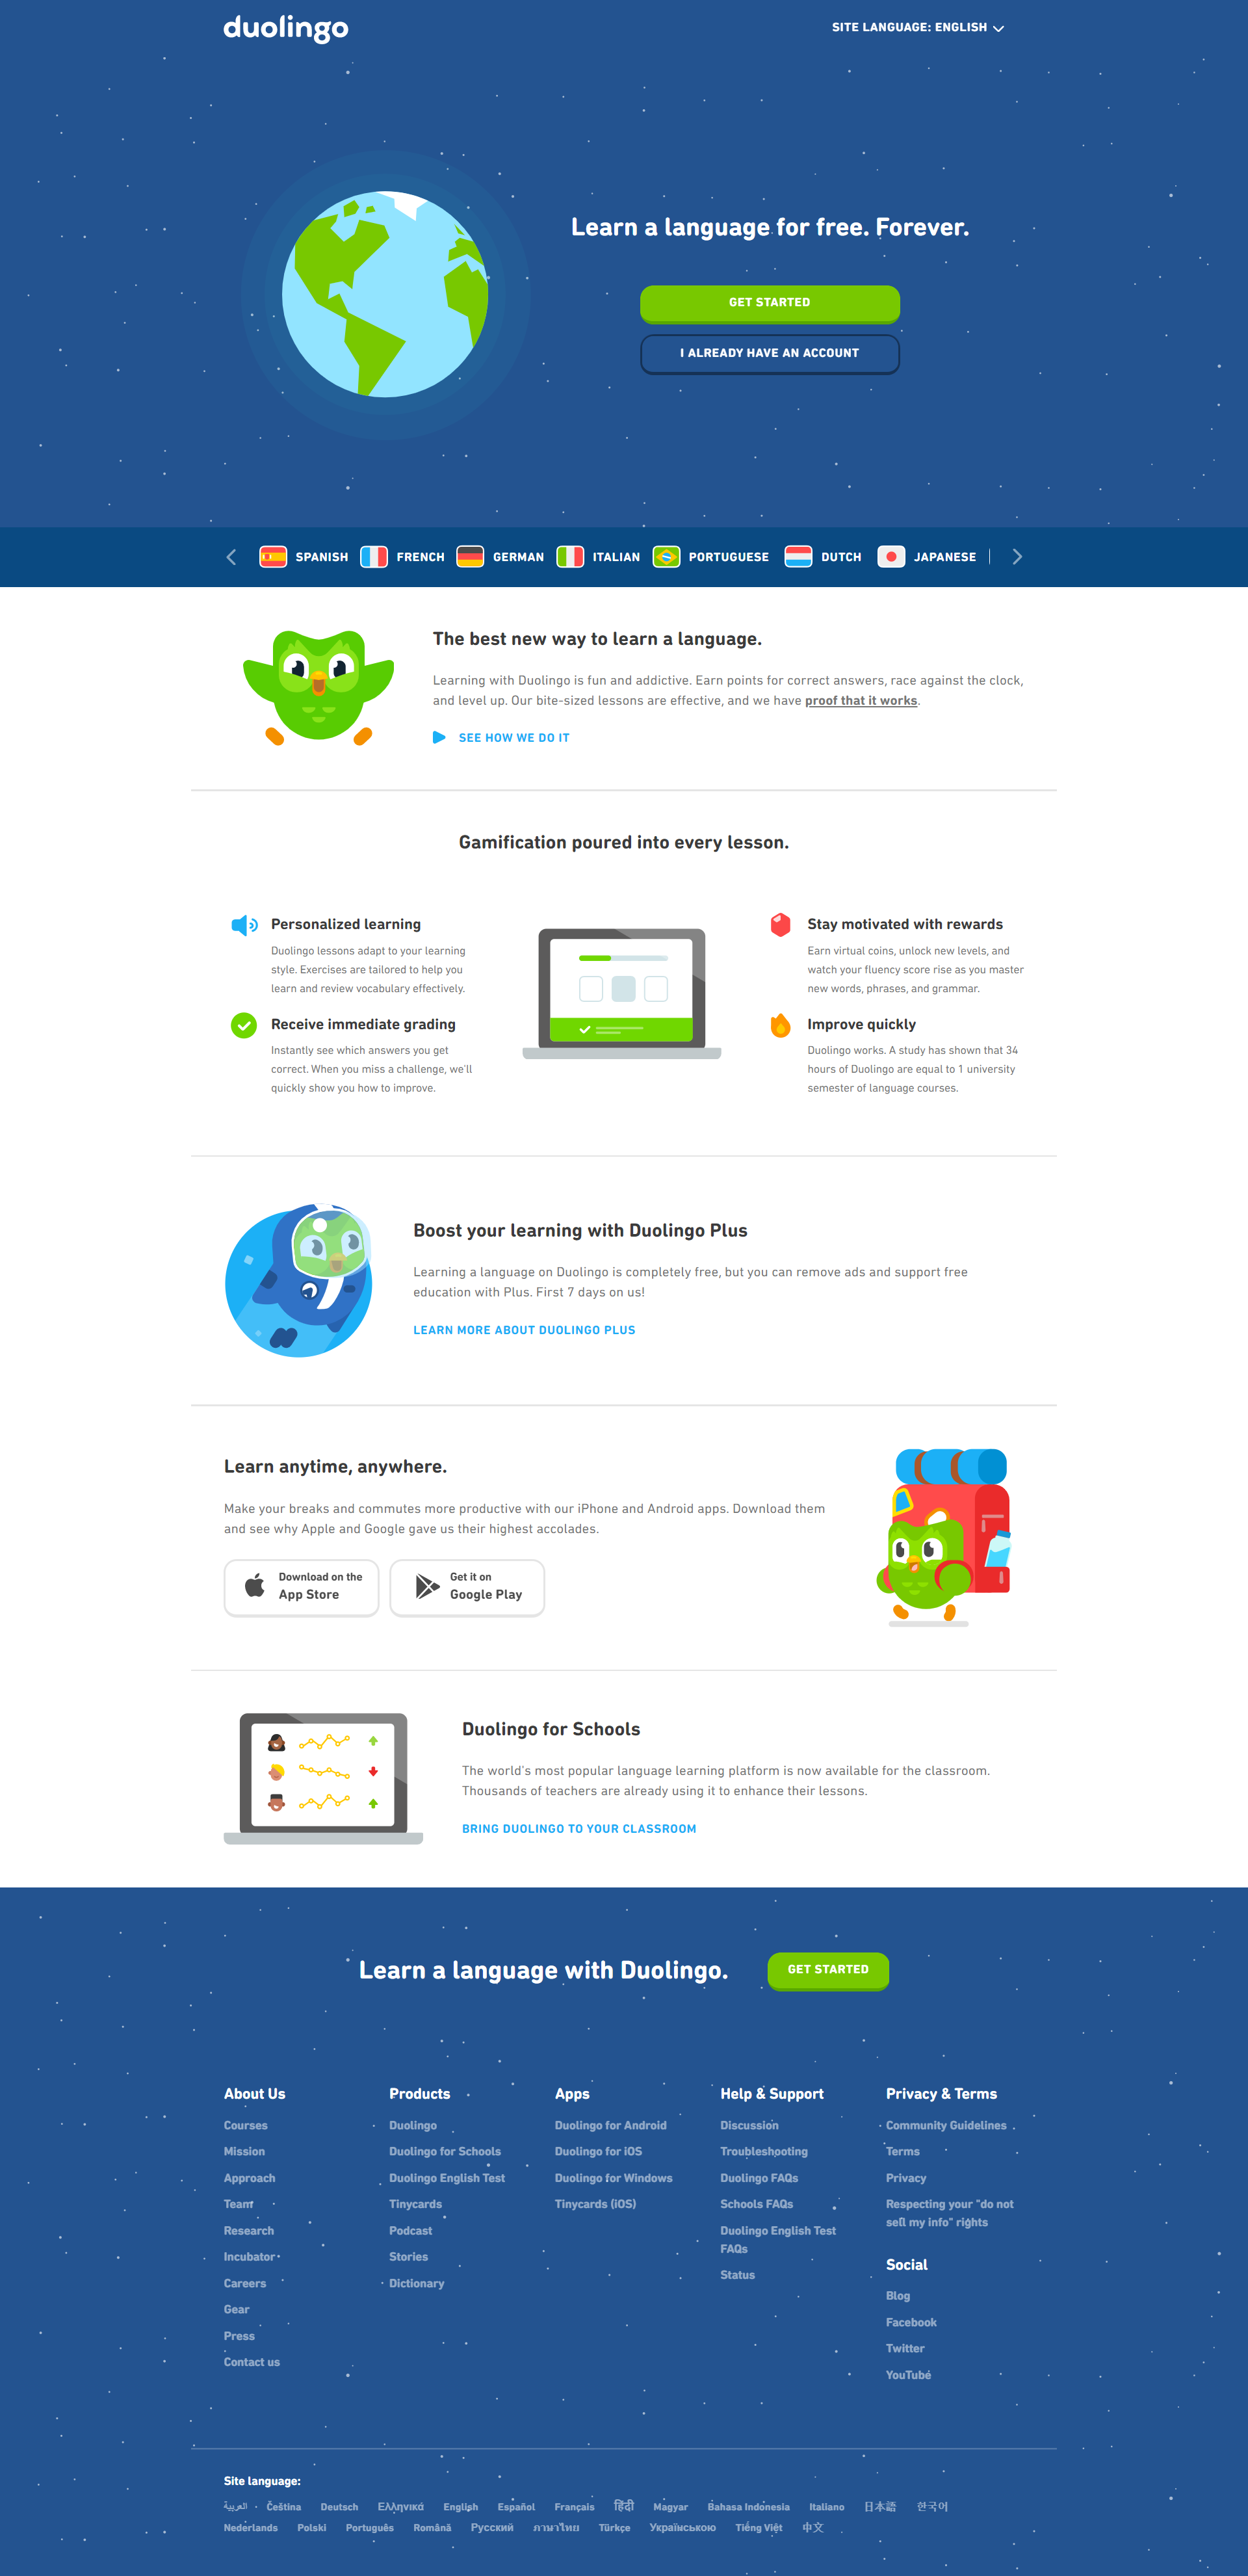 duolingo
SITE LANGUAGE: ENGLISH
Learn a language for free. Forever.
GET STARTED
I ALREADY HAVE AN ACCOUNT
SPANISH FRENCH GERMAN ITALIAN PORTUGUESE DUTCH JAPANESE
The best new way to learn a language.
Learning with Duolingo is fun and addictive. Earn points for correct answers, race against the clock,
and level up. Our bite-sized lessons are effective, and we have proof that it works.
SEE HOW WE DO IT
Gamification poured into every lesson.
Personalized learning
Duolingo lessons adapt to your learning
style. Exercises are tailored to help you
learn and review vocabulary effectively.
Receive immediate grading
Instantly see which answers you get
correct. When you miss a challenge, we'll
quickly show you how to improve.
Stay motivated with rewards
Earn virtual coins, unlock new levels, and
watch your fluency score rise as you master
new words, phrases, and grammar.
Improve quickly
Duolingo works. A study has shown that 34
hours of Duolingo are equal to 1 university
semester of language courses.
Boost your learning with Duolingo Plus
Learning a language on Duolingo is completely free, but you can remove ads and support free
education with Plus. First 7 days on us!
LEARN MORE ABOUT DUOLINGO PLUS
Learn anytime, anywhere.
Make your breaks and commutes more productive with our iPhone and Android apps. Download them
and see why Apple and Google gave us their highest accolades.
Download on the
App Store
Get it on
Google Play
Duolingo for Schools
The world's most popular language learning platform is now available for the classroom.
Thousands of teachers are already using it to enhance their lessons.
BRING DUOLINGO TO YOUR CLASSROOM
Learn a language with Duolingo.
GET STARTED
About Us
Courses
Mission
Approach
Team
Research
Incubator
Careers
Gear
Press
Contact us
Products
Duolingo
Duolingo for Schools
Duolingo English Test
Tinycards
Podcast
Stories
Dictionary
Apps
Duolingo for Android
Duolingo for iOS
Duolingo for Windows
Tinycards (iOS)
Help & Support
Discussion
Troubleshooting
Duolingo FAQs
Schools FAQs
Duolingo English Test
FAQs
Status
Privacy & Terms
Community Guidelines
Terms
Privacy
Respecting your "do not
sell my info" rights
Social
Blog
Facebook
Twitter
YouTube
Site language:
العربية Čeština Deutsch Ελληνικά English Español Français हिंदी Magyar Bahasa Indonesia Italiano 日本語 한국어
Nederlands Polski Português Română Русский ภาษาไทย Türkçe Українською Tiếng Việt 中文